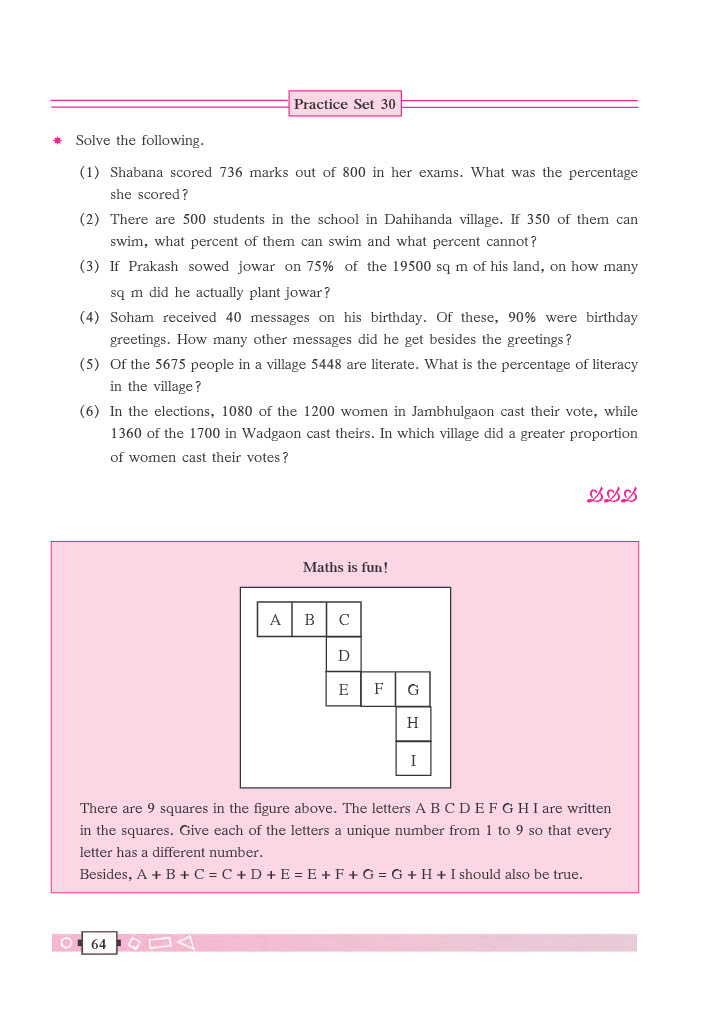 Practice Set 30
Solve the following.
(1) Shabana scored 736 marks out of 800 in her exams. What was the percentage
she scored?
(2) There are 500 students in the school in Dahihanda village. If 350 of them can
swim, what percent of them can swim and what percent cannot?
(3) If Prakash sowed jowar on 75% of the 19500 sq m of his land, on how many
sq m did he actually plant jowar?
(4) Soham received 40 messages on his birthday. Of these, 90% were birthday
greetings. How many other messages did he get besides the greetings?
(5) Of the 5675 people in a village 5448 are literate. What is the percentage of literacy
in the village?
(6) In the elections, 1080 of the 1200 women in Jambhulgaon cast their vote, while
1360 of the 1700 in Wadgaon cast theirs. In which village did a greater proportion
of women cast their votes?
Maths is fun!
A B C
D
E F G
H
I
There are 9 squares in the figure above. The letters A B C D E F G H I are written
in the squares. Give each of the letters a unique number from 1 to 9 so that every
letter has a different number.
Besides, A + B + C = C + D + E = E + F + G = G + H + I should also be true.
64